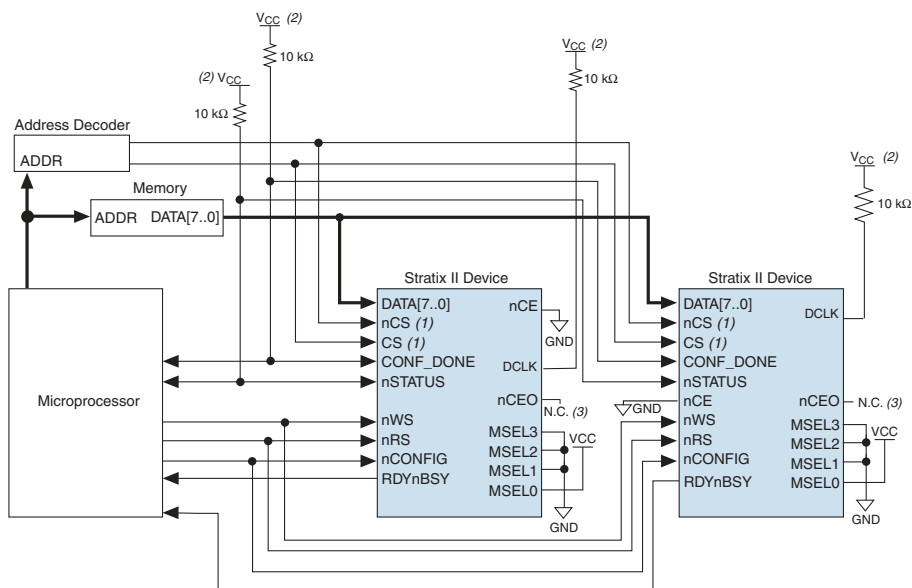 VCC (2)
10 kΩ
VCC (2)
10 kΩ
(2) VCC
10 kΩ
Address Decoder
ADDR
VCC (2)
10 kΩ
Memory
ADDR DATA[7..0]
Stratix II Device
DATA[7..0]
nCS (1)
CS (1)
CONF_DONE
nSTATUS
nWS
nRS
nCONFIG
RDYnBSY
nCE
GND
DCLK
nCEO
N.C. (3)
MSEL3
MSEL2
MSEL1
MSEL0
VCC
GND
Stratix II Device
DATA[7..0]
nCS (1)
CS (1)
CONF_DONE
nSTATUS
nCE
GND
nWS
nRS
nCONFIG
RDYnBSY
DCLK
nCEO
N.C. (3)
MSEL3
MSEL2
MSEL1
MSEL0
VCC
GND
Microprocessor